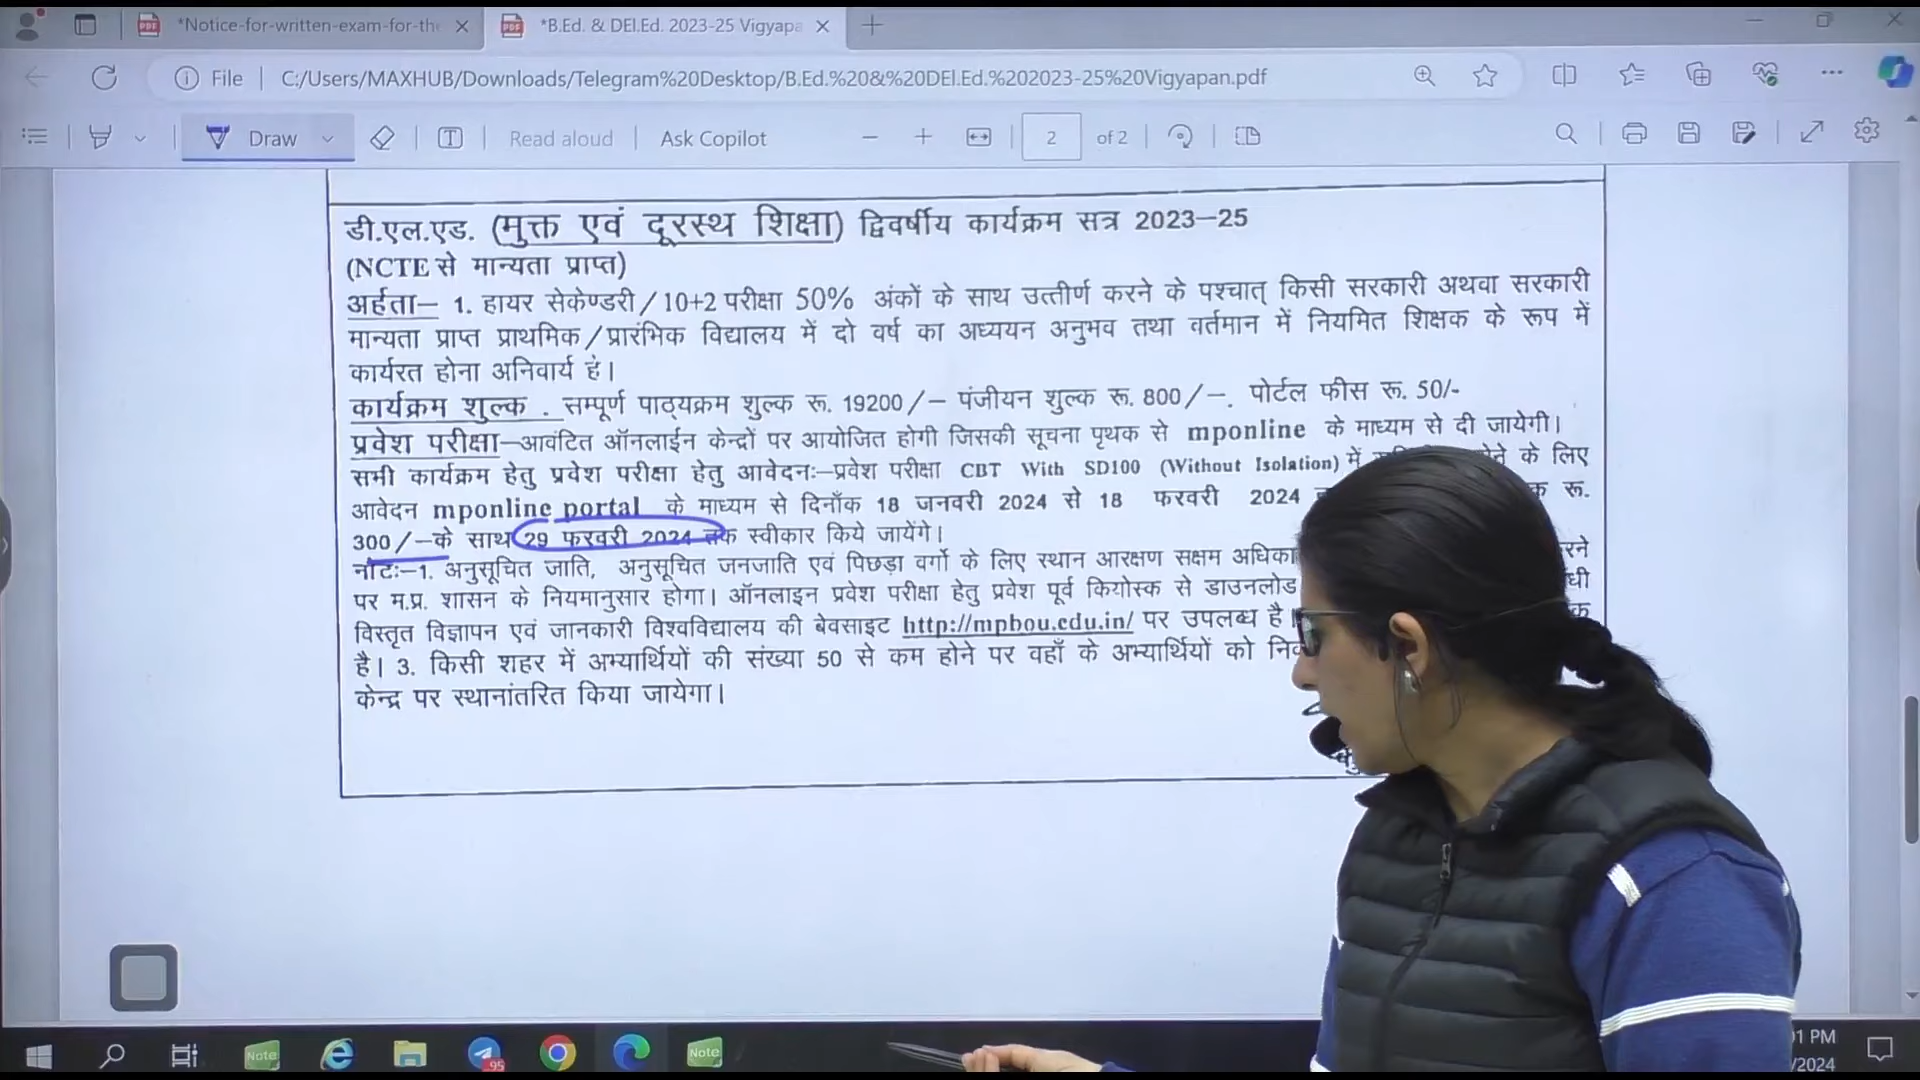 *Notice-for-written-exam-for-the
*B.Ed. & DEl.Ed. 2023-25 Vigyapa
File
C:/Users/MAXHUB/Downloads/Telegram%20Desktop/B.Ed.%20&%20DEl.Ed.%202023-25%20Vigyapan.pdf
Draw
Read aloud
Ask Copilot
2 of 2
डी.एल.एड. (मुक्त एवं दूरस्थ शिक्षा) द्विवर्षीय कार्यक्रम सत्र 2023–25
(NCTE से मान्यता प्राप्त)
अर्हता– 1. हायर सेकेण्डरी/10+2 परीक्षा 50% अंकों के साथ उत्तीर्ण करने के पश्चात् किसी सरकारी अथवा सरकारी
मान्यता प्राप्त प्राथमिक/प्रारंभिक विद्यालय में दो वर्ष का अध्ययन अनुभव तथा वर्तमान में नियमित शिक्षक के रूप में
कार्यरत होना अनिवार्य है।
कार्यक्रम शुल्क . सम्पूर्ण पाठ्यक्रम शुल्क रू. 19200/– पंजीयन शुल्क रू. 800/–. पोर्टल फीस रू. 50/-
प्रवेश परीक्षा–आवंटित ऑनलाईन केन्द्रों पर आयोजित होगी जिसकी सूचना पृथक से mponline के माध्यम से दी जायेगी।
सभी कार्यक्रम हेतु प्रवेश परीक्षा हेतु आवेदनः–प्रवेश परीक्षा CBT With SD100 (Without Isolation) में के लिए
आवेदन mponline portal के माध्यम से दिनाँक 18 जनवरी 2024 से 18 फरवरी 2024 रू.
300/–के साथ 29 फरवरी 2024 तक स्वीकार किये जायेंगे।
नोटः–1. अनुसूचित जाति, अनुसूचित जनजाति एवं पिछड़ा वर्गो के लिए स्थान आरक्षण सक्षम
पर म.प्र. शासन के नियमानुसार होगा। ऑनलाइन प्रवेश परीक्षा हेतु प्रवेश पूर्व कियोस्क से डाउनलोड
विस्तृत विज्ञापन एवं जानकारी विश्वविद्यालय की बेवसाइट http://mpbou.edu.in/ पर उपलब्ध है।
है। 3. किसी शहर में अभ्यार्थियों की संख्या 50 से कम होने पर वहाँ के अभ्यार्थियों को
केन्द्र पर स्थानांतरित किया जायेगा।
Note
95
Note
1 PM
/2024